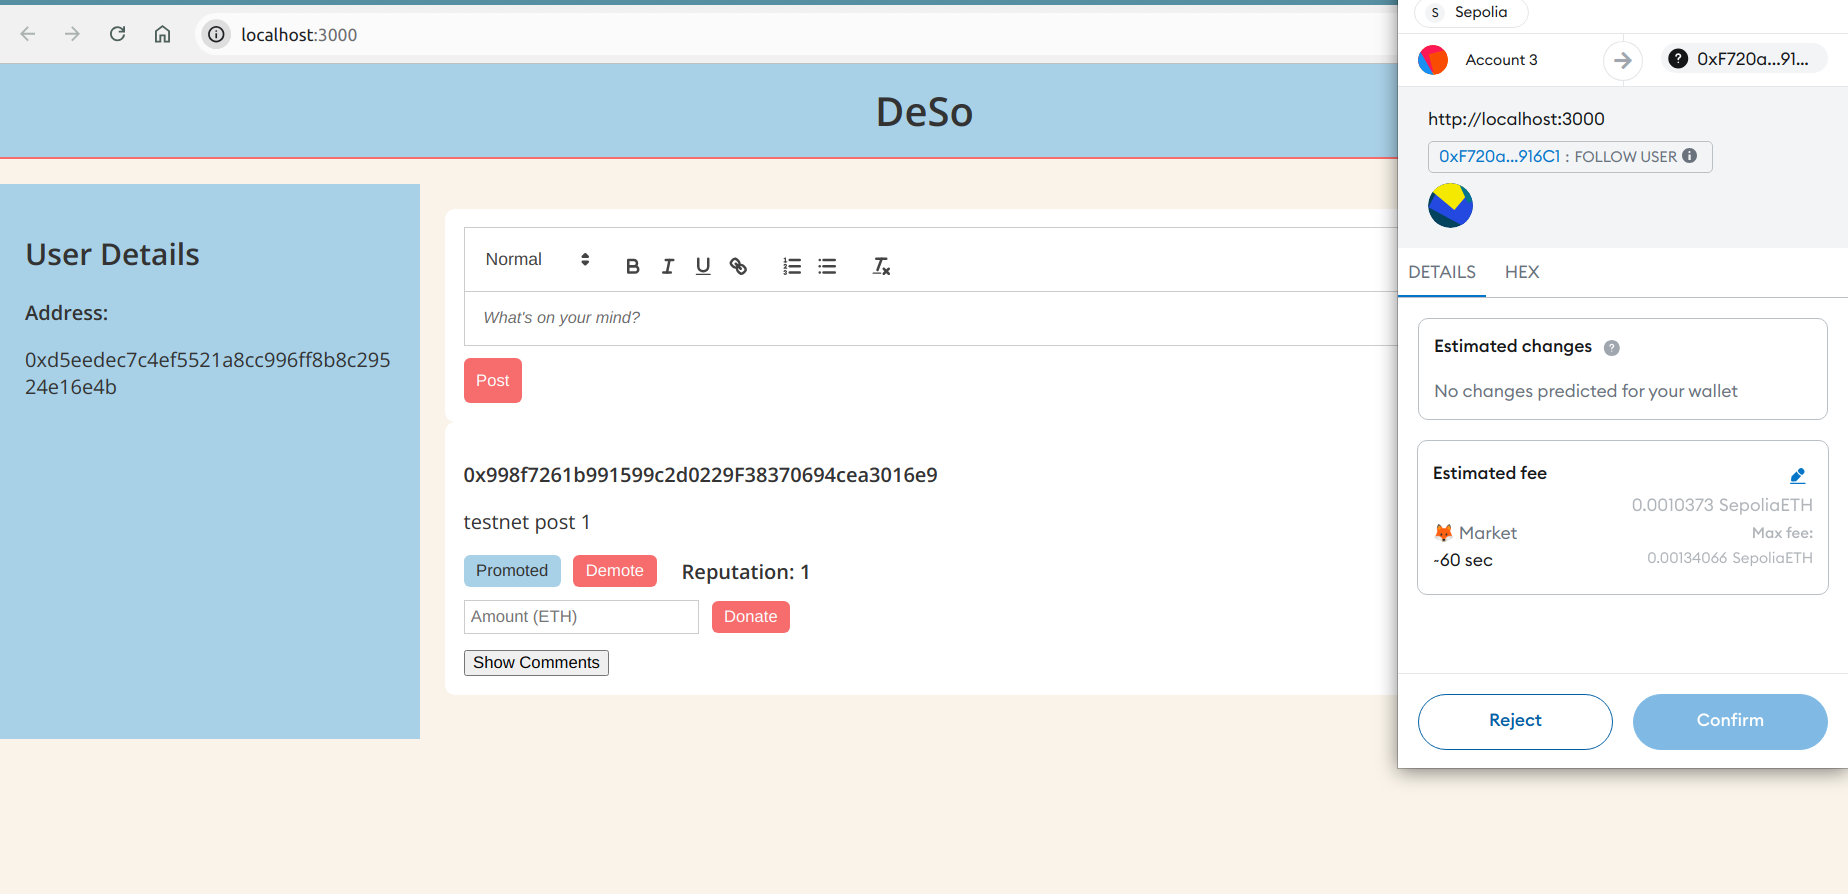 localhost:3000
DeSo
User Details
Address:
0xd5eedec7c4ef5521a8cc996ff8b8c295
24e16e4b
Normal
What's on your mind?
Post
0x998f7261b991599c2d0229F38370694cea3016e9
testnet post 1
Promoted Demote Reputation: 1
Amount (ETH) Donate
Show Comments
S Sepolia
Account 3 ? 0xF720a...91...
http://localhost:3000
0xF720a...916C1 : FOLLOW USER
DETAILS HEX
Estimated changes ?
No changes predicted for your wallet
Estimated fee
0.0010373 SepoliaETH
Market Max fee:
~60 sec 0.00134066 SepoliaETH
Reject Confirm